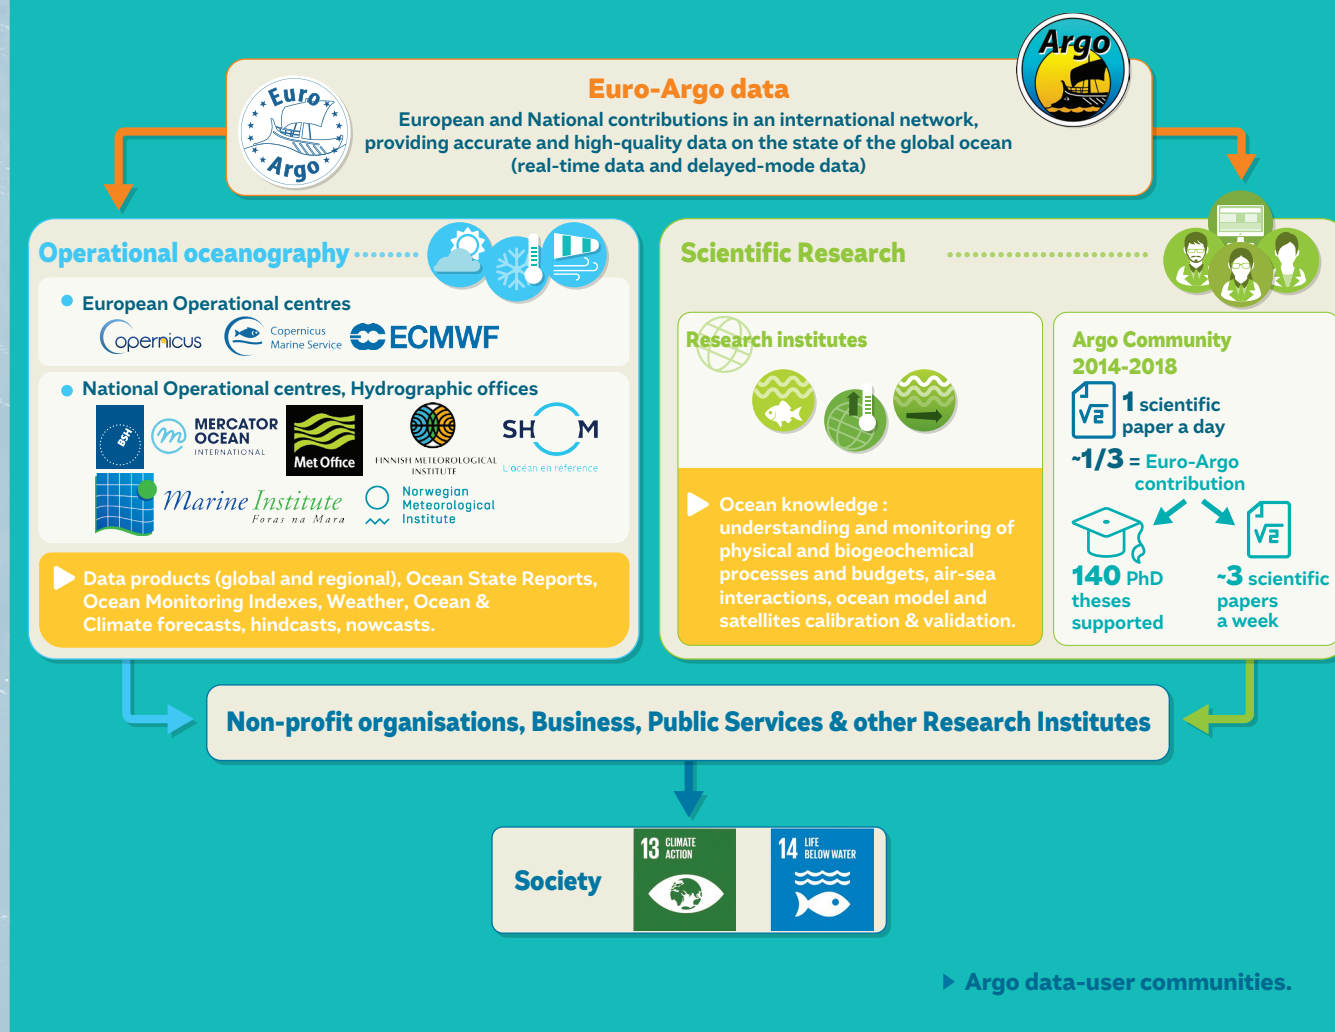 Euro
Argo
Argo
Euro-Argo data
European and National contributions in an international network,
providing accurate and high-quality data on the state of the global ocean
(real-time data and delayed-mode data)
Operational oceanography
European Operational centres
opernicus
Copernicus
Marine Service
ECMWF
National Operational centres, Hydrographic offices
BSH
m
MERCATOR
OCEAN
INTERNATIONAL
Met Office
FINNISH METEOROLOGICAL
INSTITUTE
SHOM
L'océan en référence
Marine Institute
Foras na Mara
Norwegian
Meteorological
Institute
Data products (global and regional), Ocean State Reports,
Ocean Monitoring Indexes, Weather, Ocean &
Climate forecasts, hindcasts, nowcasts.
Scientific Research
Research institutes
Ocean knowledge :
understanding and monitoring of
physical and biogeochemical
processes and budgets, air-sea
interactions, ocean model and
satellites calibration & validation.
Argo Community
2014-2018
√2
1 scientific
paper a day
~1/3 = Euro-Argo
contribution
√2
140 PhD
theses
supported
~3 scientific
papers
a week
Non-profit organisations, Business, Public Services & other Research Institutes
Society
13 CLIMATE
ACTION
14 LIFE
BELOW WATER
Argo data-user communities.